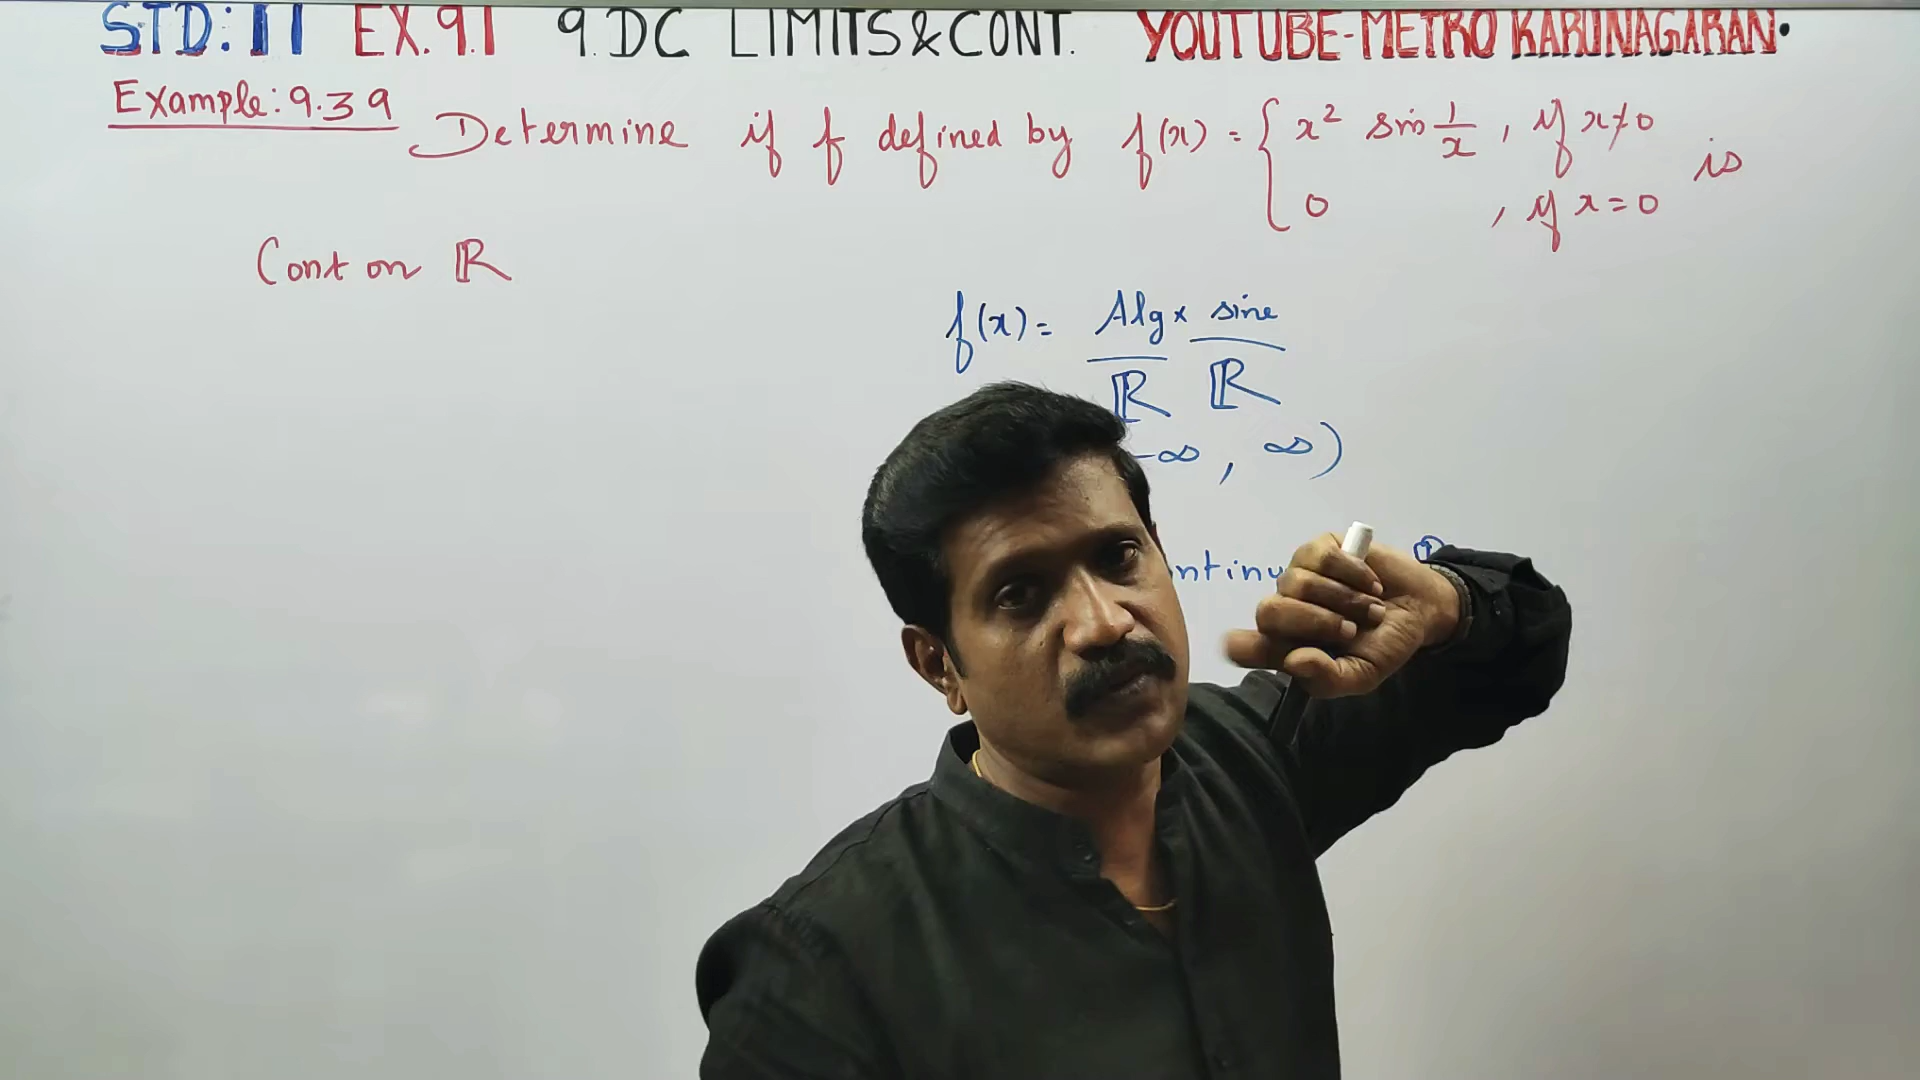 STD: 11 EX.9.1 9.DC LIMITS & CONT. YOUTUBE-METRO KARUNAGARAN.
Example: 9.39 Determine if f defined by f(x) = { x² sin 1/x , if x≠0
0 , if x=0 is
Cont on ℝ
f(x) = Alg × sine
ℝ ℝ
-∞ , ∞)